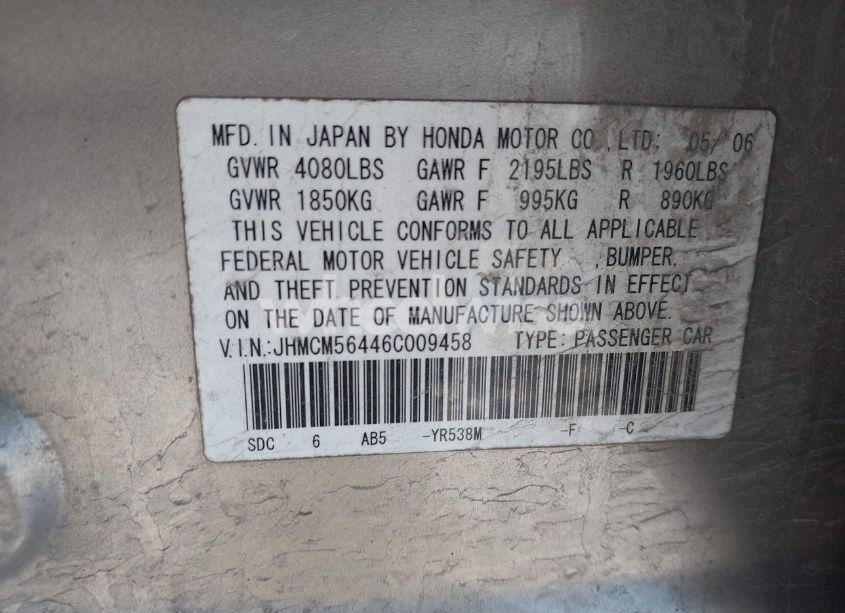 MFD. IN JAPAN BY HONDA MOTOR CO.,LTD; 05/ 06
GVWR 4080LBS GAWR F 2195LBS R 1960LBS
GVWR 1850KG GAWR F 995KG R 890KG
THIS VEHICLE CONFORMS TO ALL APPLICABLE
FEDERAL MOTOR VEHICLE SAFETY ,BUMPER,
AND THEFT PREVENTION STANDARDS IN EFFECT
ON THE DATE OF MANUFACTURE SHOWN ABOVE.
V.I.N.:JHMCM56446C009458 TYPE: PASSENGER CAR
SDC 6 AB5 -YR538M -F -C